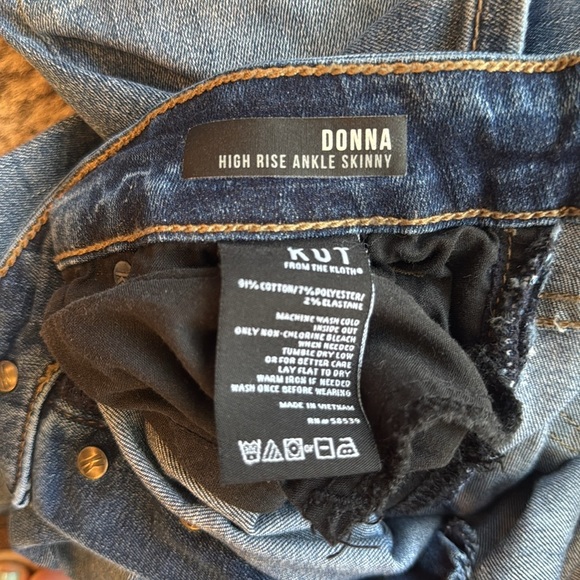 DONNA
HIGH RISE ANKLE SKINNY
KUT
FROM THE KLOTH®
91% COTTON/7% POLYESTER/
2% ELASTANE
MACHINE WASH COLD
INSIDE OUT
ONLY NON-CHLORINE BLEACH
WHEN NEEDED
TUMBLE DRY LOW
OR FOR BETTER CARE
LAY FLAT TO DRY
WARM IRON IF NEEDED
WASH ONCE BEFORE WEARING
MADE IN VIETNAM
or